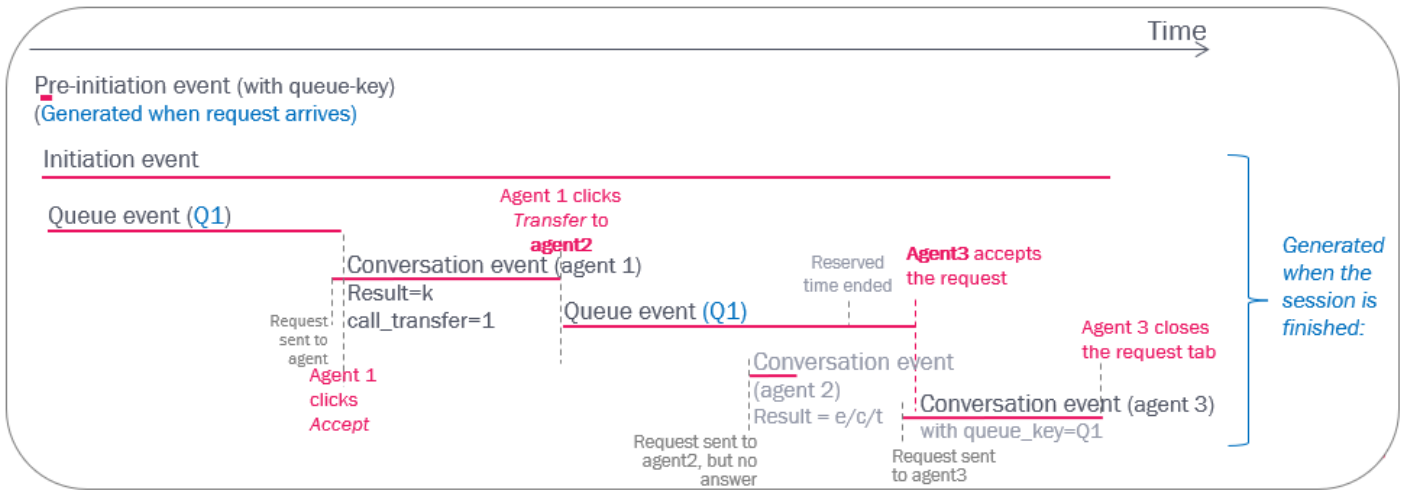 Time
Pre-initiation event (with queue-key)
(Generated when request arrives)
Initiation event
Agent 1 clicks
Transfer to
agent2
Queue event (Q1)
Conversation event (agent 1)
Result=k
call_transfer=1
Request
sent to
agent
Agent 1
clicks
Accept
Queue event (Q1)
Reserved
time ended
Agent3 accepts
the request
Conversation event
(agent 2)
Result = e/c/t
Request sent to
agent2, but no
answer
Agent 3 closes
the request tab
Conversation event (agent 3)
with queue_key=Q1
Request sent
to agent3
Generated
when the
session is
finished: